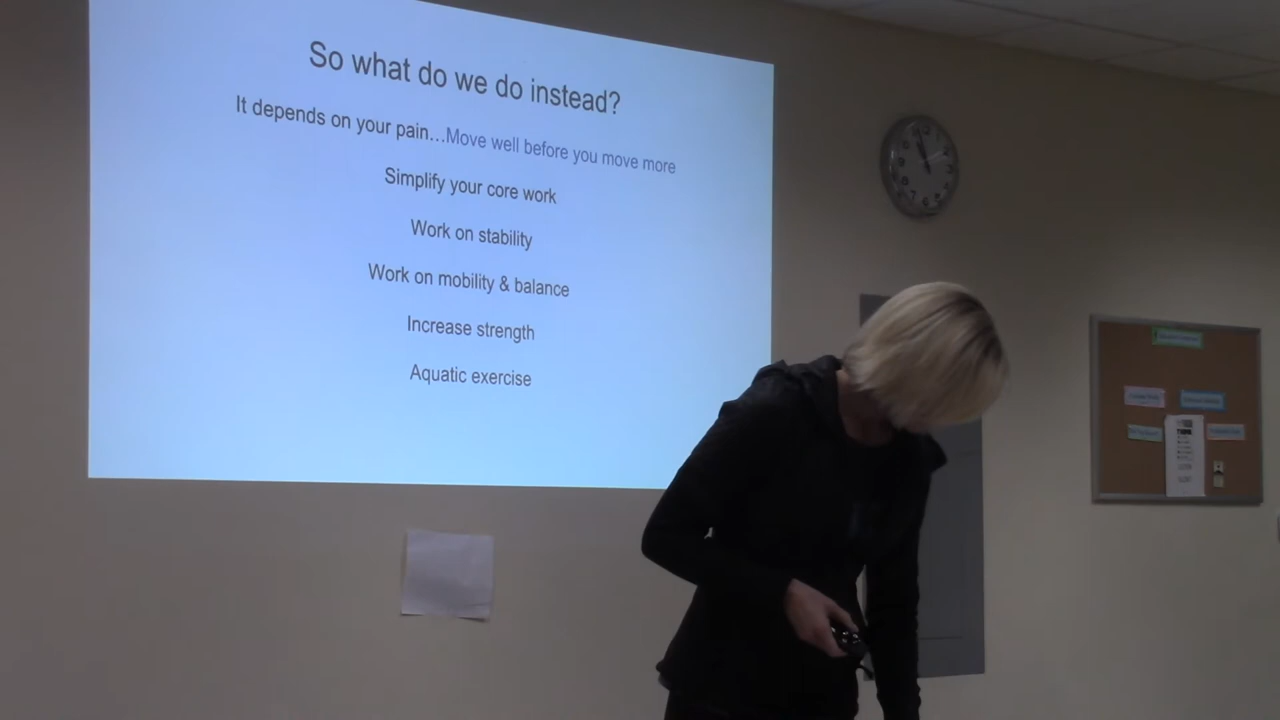 So what do we do instead?
It depends on your pain…Move well before you move more
Simplify your core work
Work on stability
Work on mobility & balance
Increase strength
Aquatic exercise
THINK